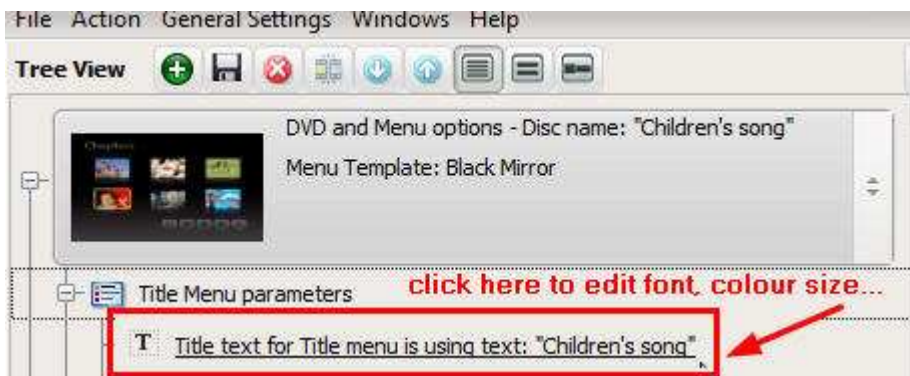 File Action General Settings Windows Help
Tree View
DVD and Menu options - Disc name: "Children's song"
Chapters
Menu Template: Black Mirror
Title Menu parameters
click here to edit font, colour size...
T Title text for Title menu is using text: "Children's song"